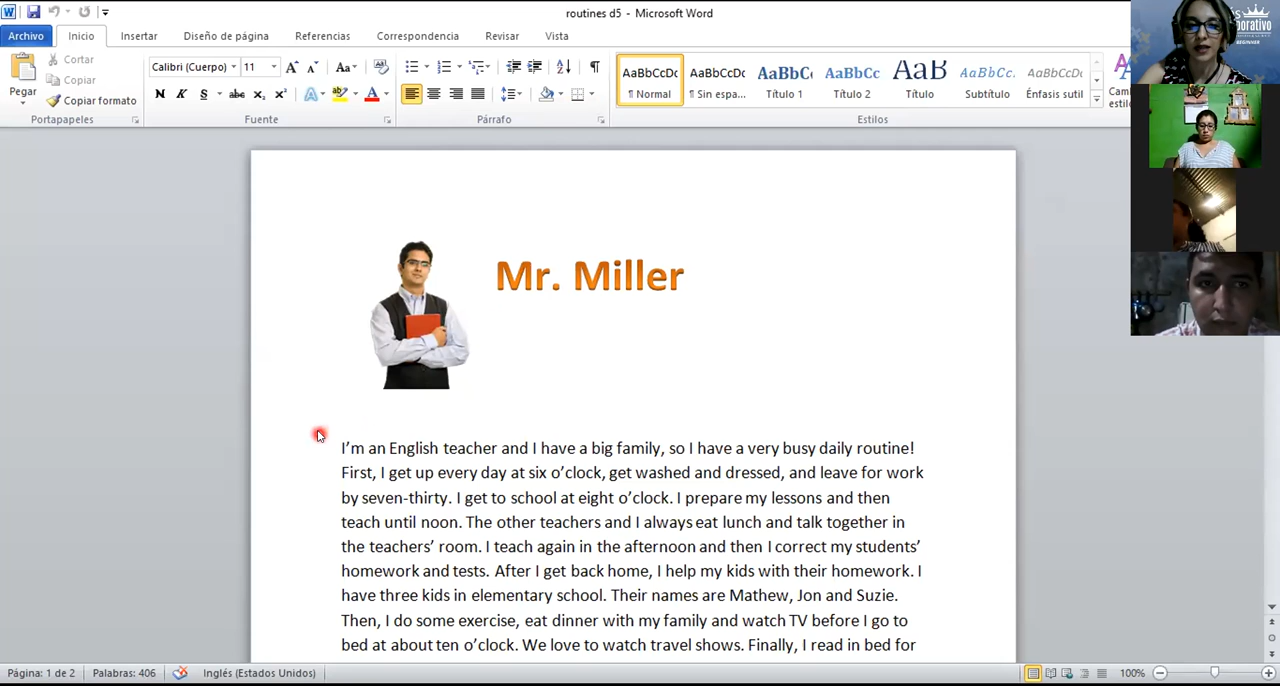 routines d5 - Microsoft Word
Archivo Inicio Insertar Diseño de página Referencias Correspondencia Revisar Vista
Pegar
Cortar
Copiar
Copiar formato
Portapapeles
Calibri (Cuerpo) 11 Aa
N K S abc x₂ x²
Fuente
Párrafo
AaBbCcDc AaBbCcDc AaBbC AaBbCc AaB AaBbCc. AaBbCcDc
¶ Normal ¶ Sin espa... Título 1 Título 2 Título Subtítulo Énfasis sutil
Estilos
BEGINNER
Mr. Miller
I’m an English teacher and I have a big family, so I have a very busy daily routine!
First, I get up every day at six o’clock, get washed and dressed, and leave for work
by seven-thirty. I get to school at eight o’clock. I prepare my lessons and then
teach until noon. The other teachers and I always eat lunch and talk together in
the teachers’ room. I teach again in the afternoon and then I correct my students’
homework and tests. After I get back home, I help my kids with their homework. I
have three kids in elementary school. Their names are Mathew, Jon and Suzie.
Then, I do some exercise, eat dinner with my family and watch TV before I go to
bed at about ten o’clock. We love to watch travel shows. Finally, I read in bed for
Página: 1 de 2 Palabras: 406 Inglés (Estados Unidos) 100%